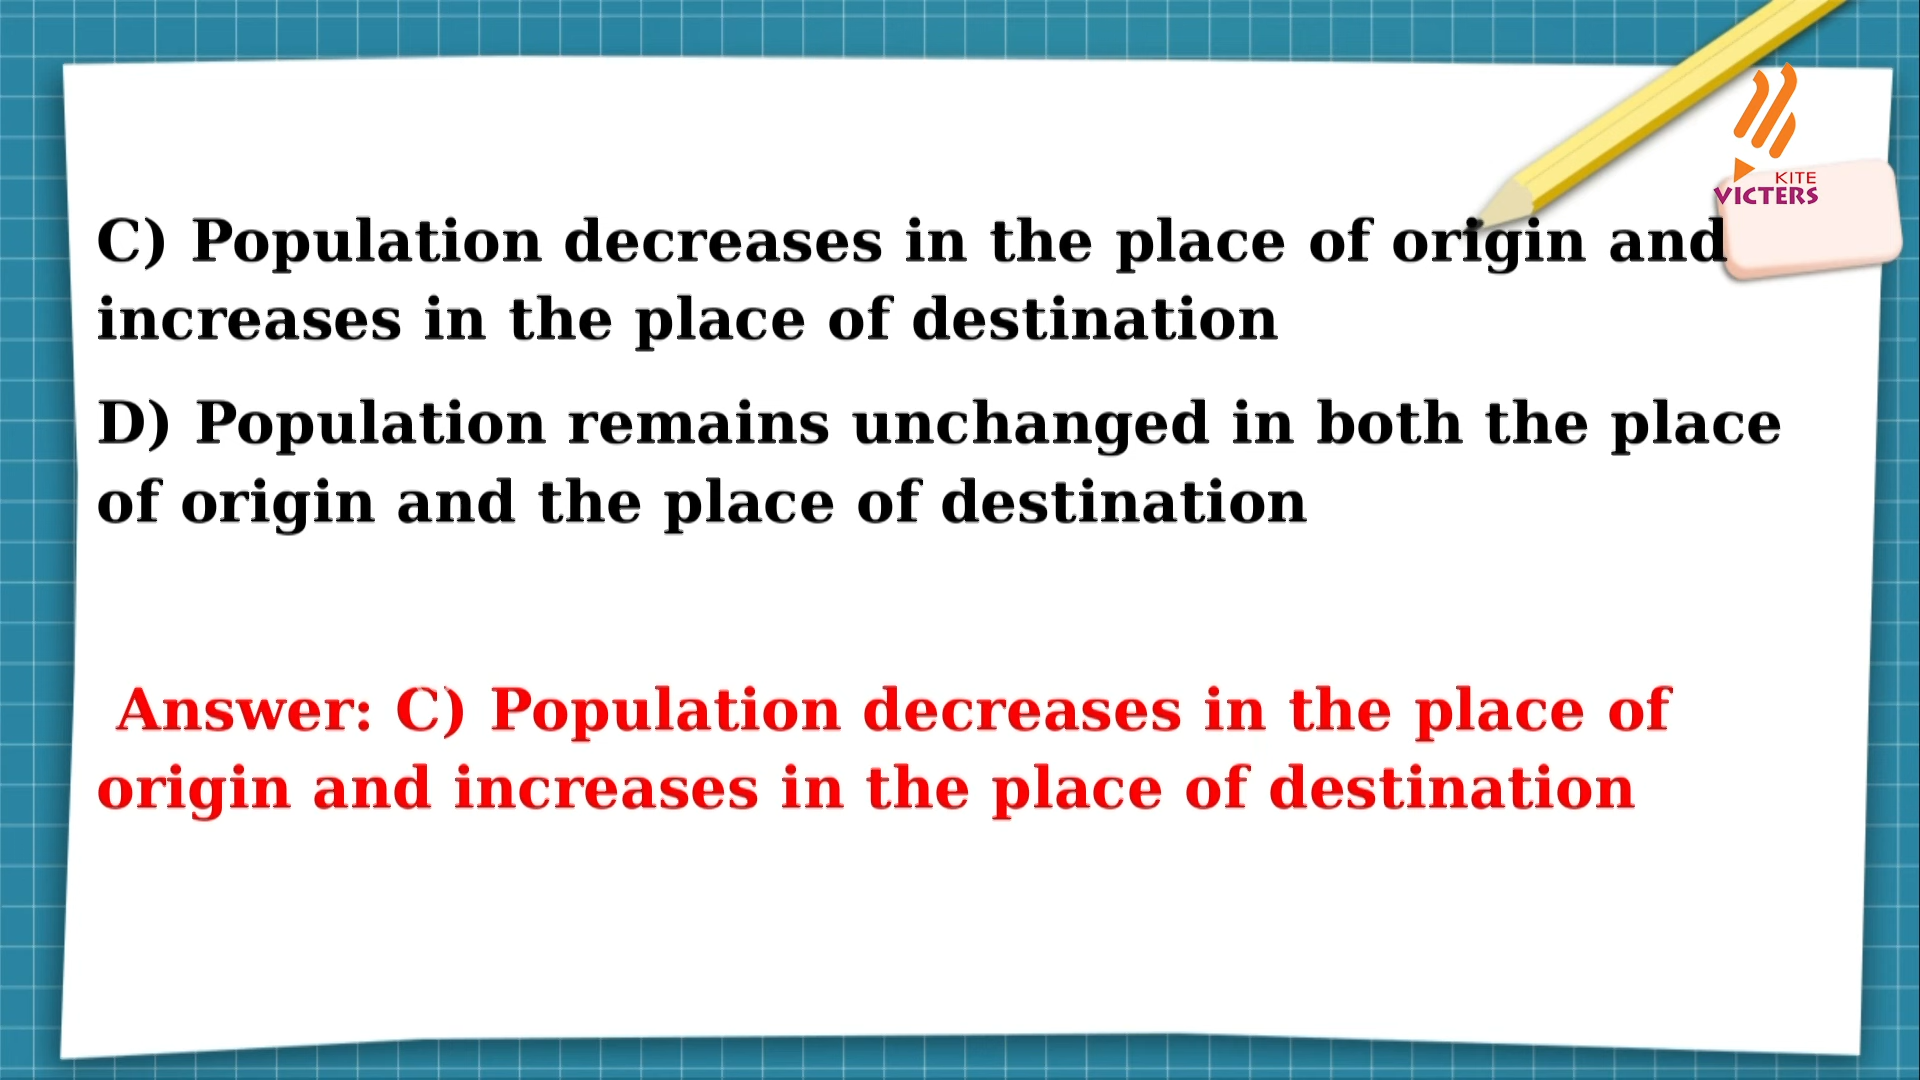 KITE
VICTERS
C) Population decreases in the place of origin and
increases in the place of destination
D) Population remains unchanged in both the place
of origin and the place of destination
Answer: C) Population decreases in the place of
origin and increases in the place of destination